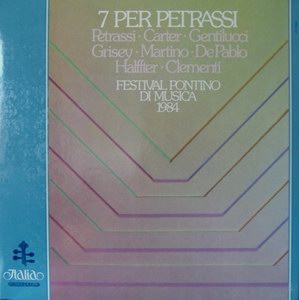 7 PER PETRASSI
Petrassi · Carter · Gentilucci
Grisey · Martino · De Pablo
Halffter · Clementi
FESTIVAL PONTINO
DI MUSICA
1984
Italia